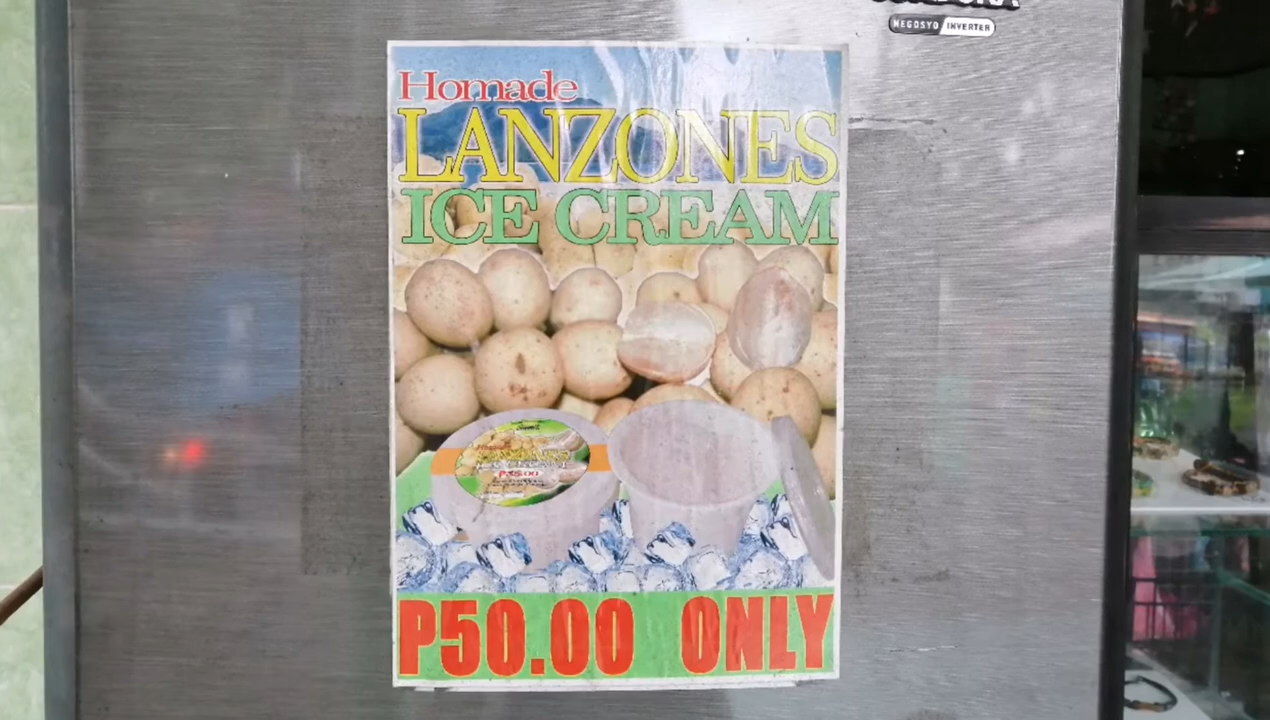 NEGOSYO INVERTER
Homade
LANZONES
ICE CREAM
P50.00 ONLY